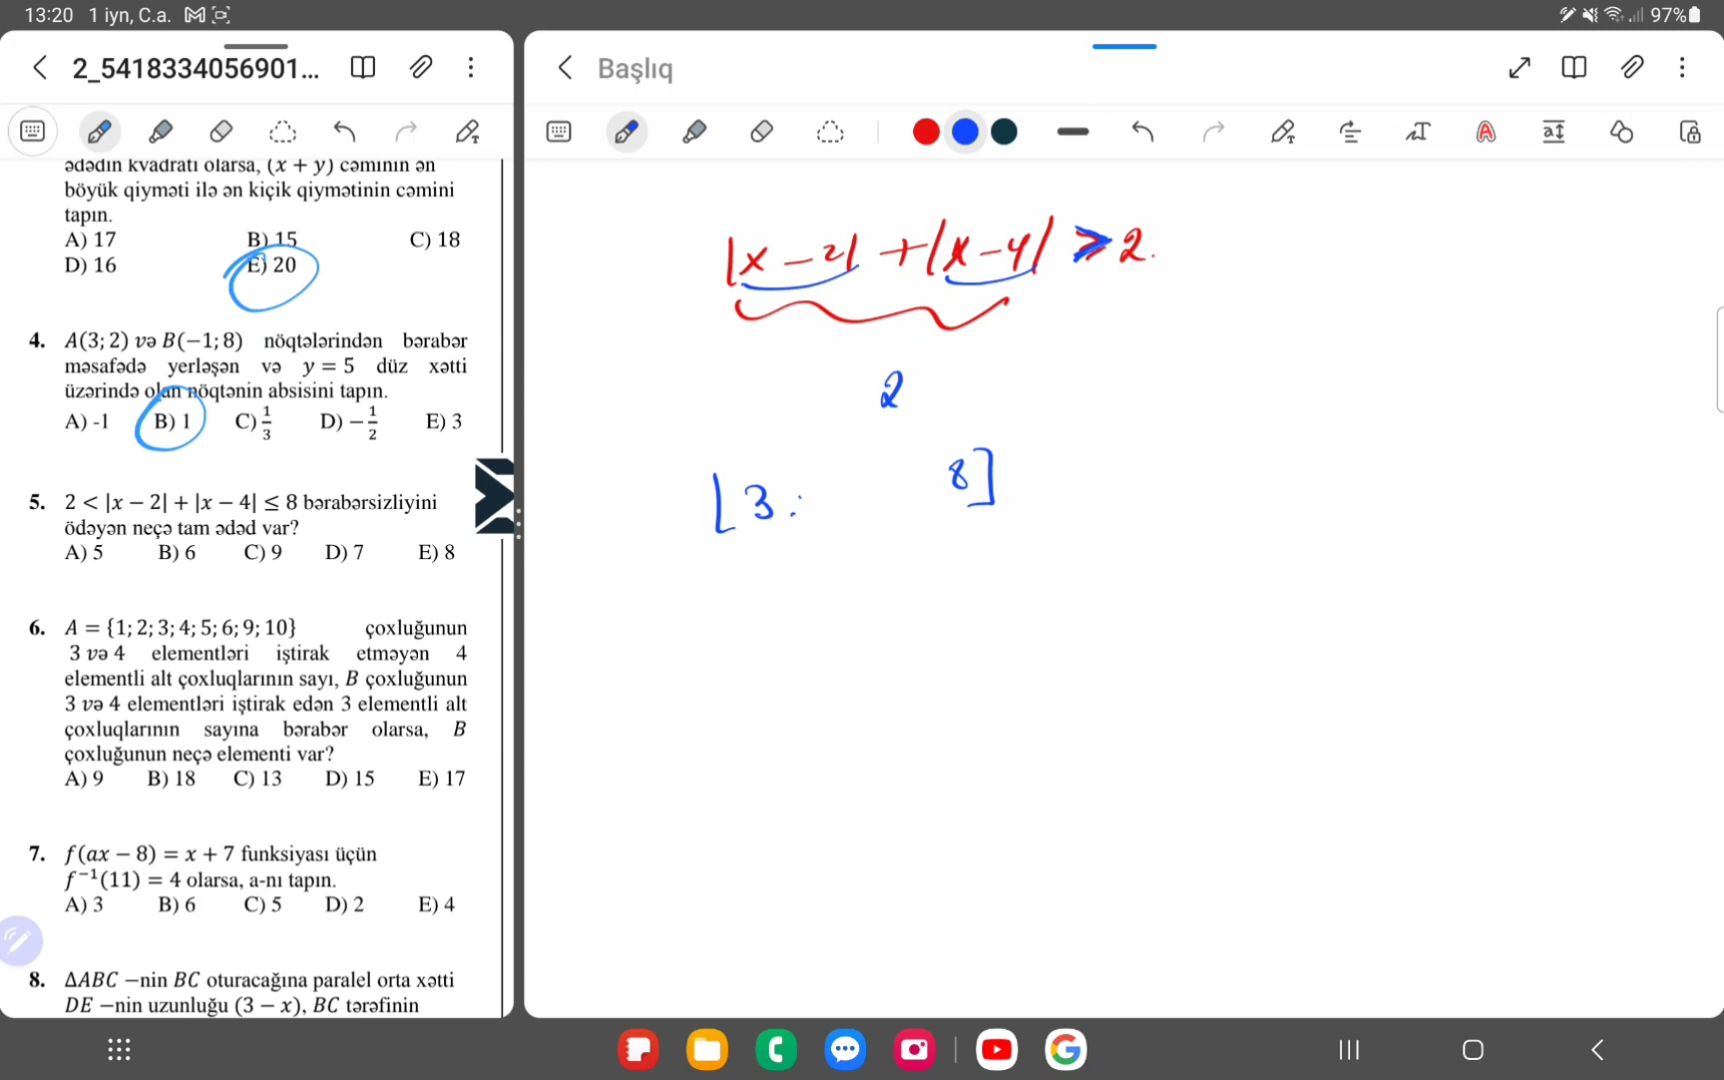 13:20 1 iyn, C.a.
97%
2_5418334056901...
Başlıq
ədədin kvadratı olarsa, (x + y) cəminin ən
böyük qiyməti ilə ən kiçik qiymətinin cəmini
tapın.
A) 17 B) 15 C) 18
D) 16 E) 20
4. A(3; 2) və B(−1; 8) nöqtələrindən bərabər
məsafədə yerləşən və y = 5 düz xətti
üzərində olan nöqtənin absisini tapın.
A) -1 B) 1 C) 1/3 D) −1/2 E) 3
5. 2 < |x − 2| + |x − 4| ≤ 8 bərabərsizliyini
ödəyən neçə tam ədəd var?
A) 5 B) 6 C) 9 D) 7 E) 8
6. A = {1; 2; 3; 4; 5; 6; 9; 10} çoxluğunun
3 və 4 elementləri iştirak etməyən 4
elementli alt çoxluqlarının sayı, B çoxluğunun
3 və 4 elementləri iştirak edən 3 elementli alt
çoxluqlarının sayına bərabər olarsa, B
çoxluğunun neçə elementi var?
A) 9 B) 18 C) 13 D) 15 E) 17
7. f(ax − 8) = x + 7 funksiyası üçün
f⁻¹(11) = 4 olarsa, a-nı tapın.
A) 3 B) 6 C) 5 D) 2 E) 4
8. ΔABC −nin BC oturacağına paralel orta xətti
DE −nin uzunluğu (3 − x), BC tərəfinin
|x − 2| + |x − 4| > 2.
2
[3; 8]